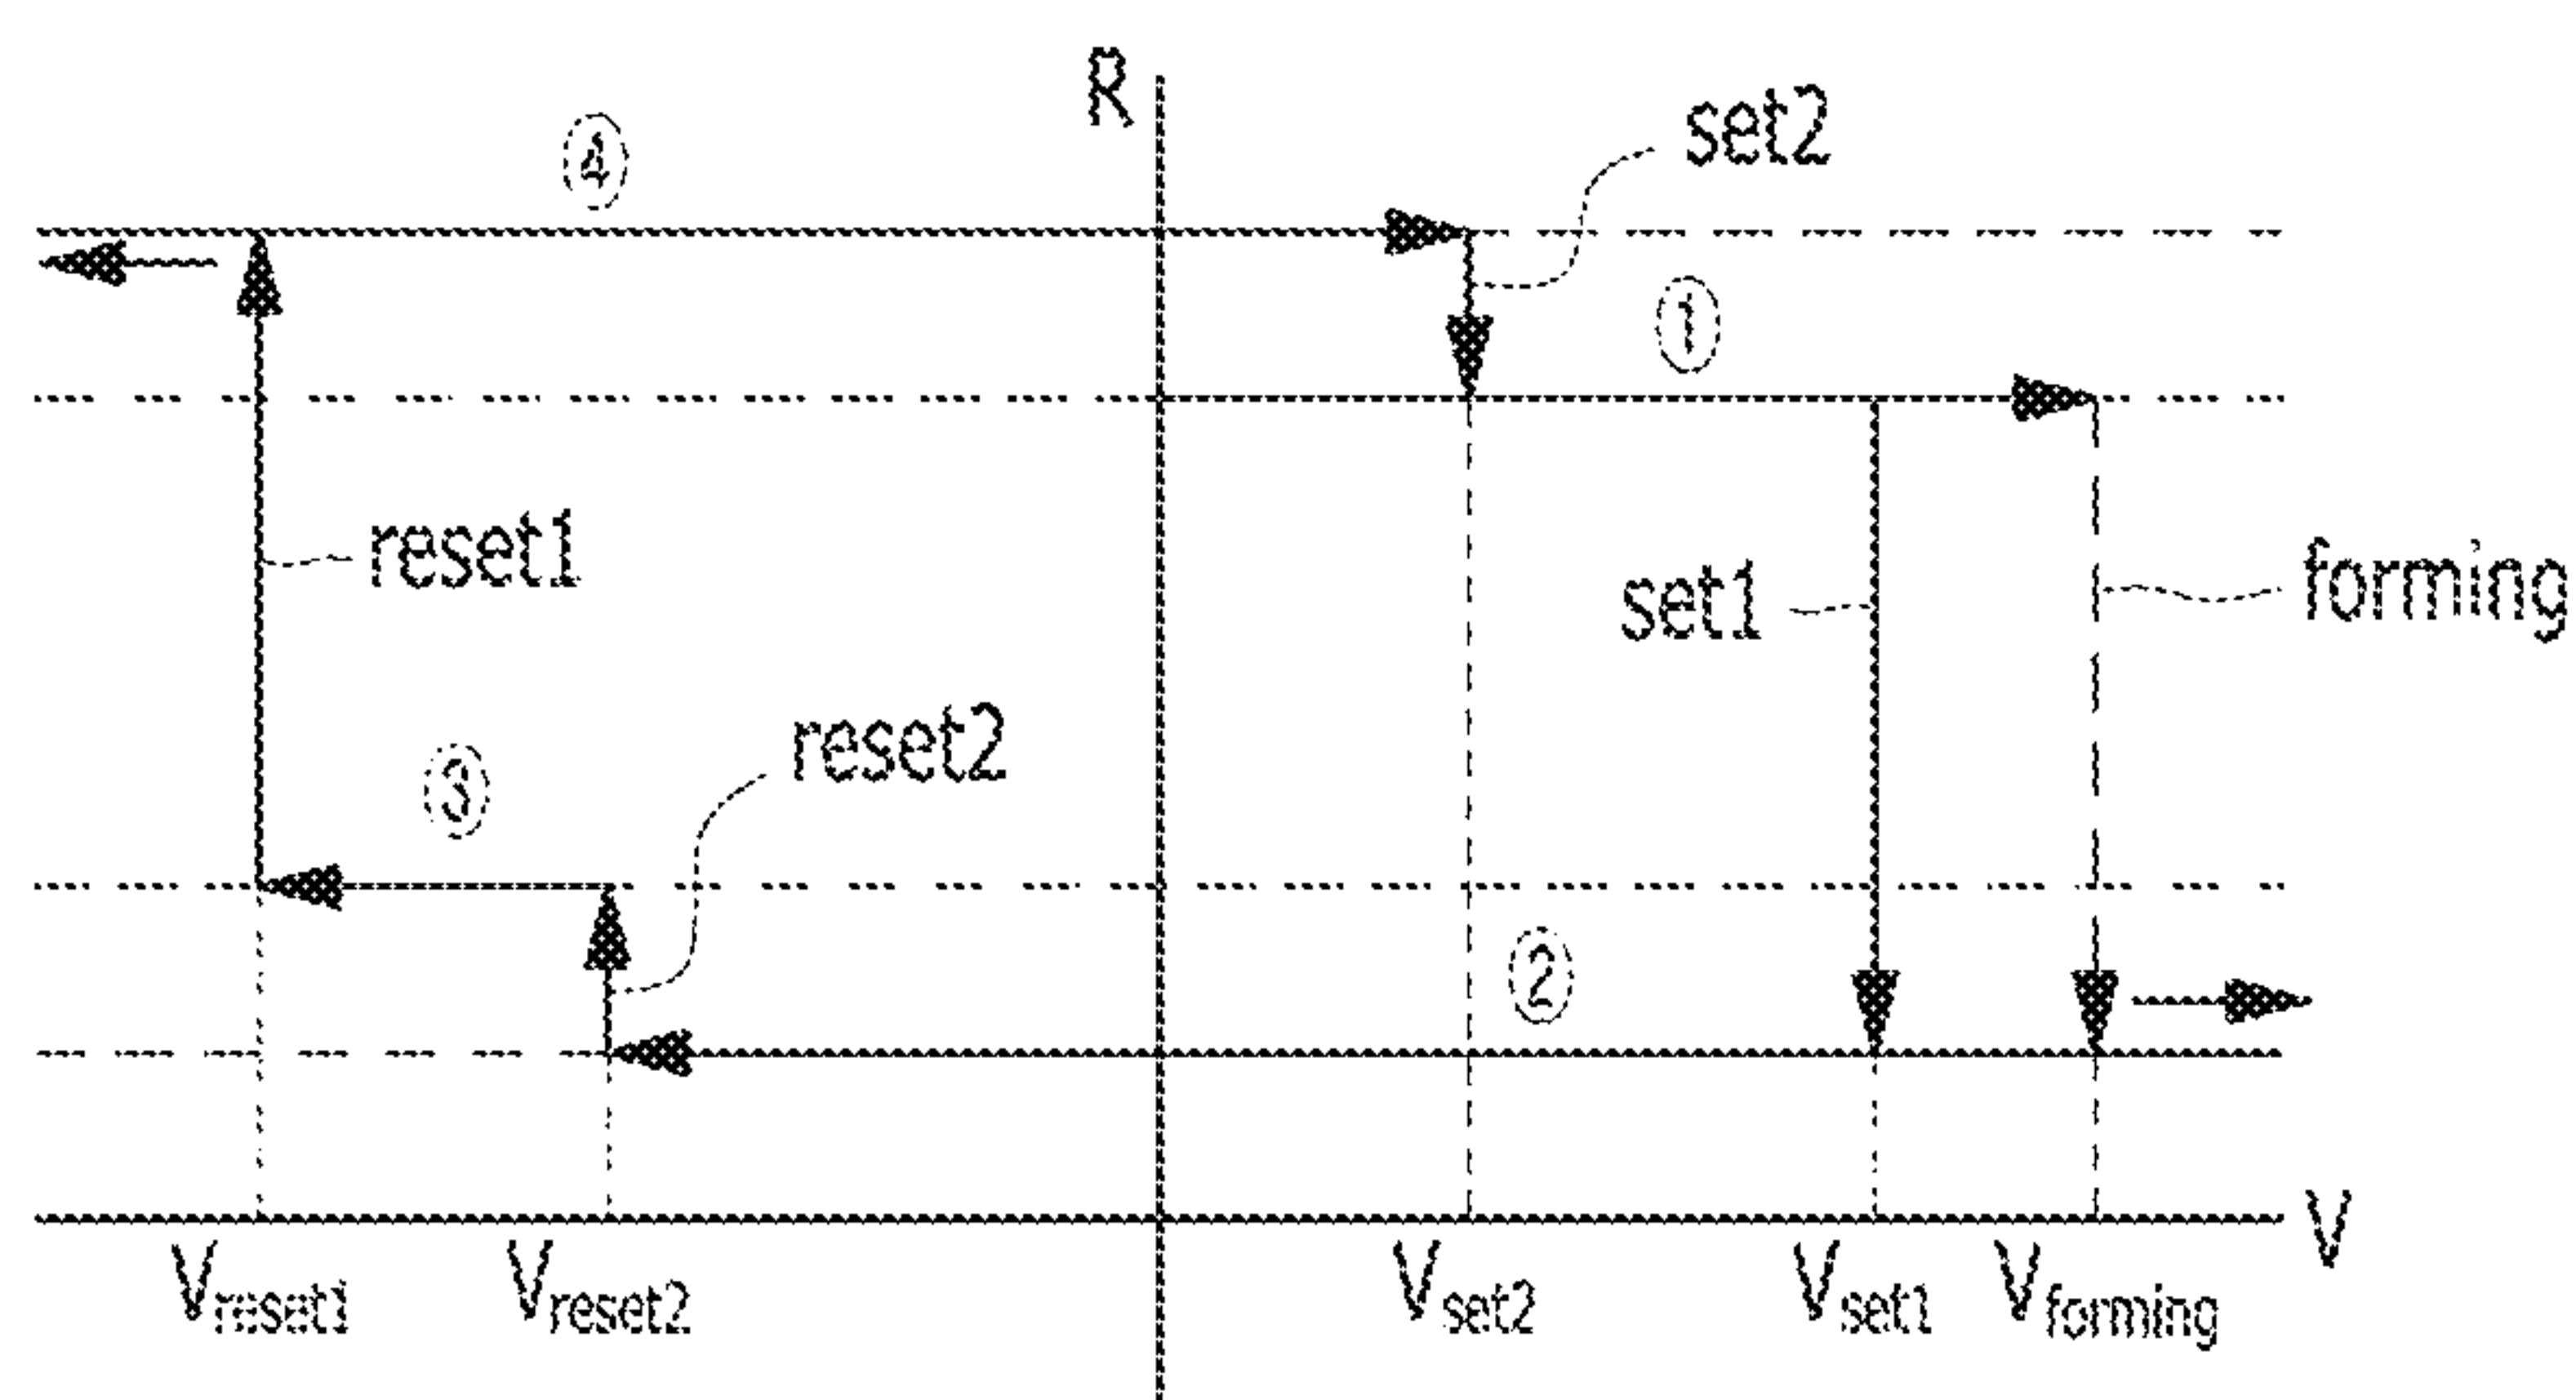 R
④
set2
①
reset1
set1
forming
reset2
③
②
V
Vreset1
Vreset2
Vset2
Vset1
Vforming